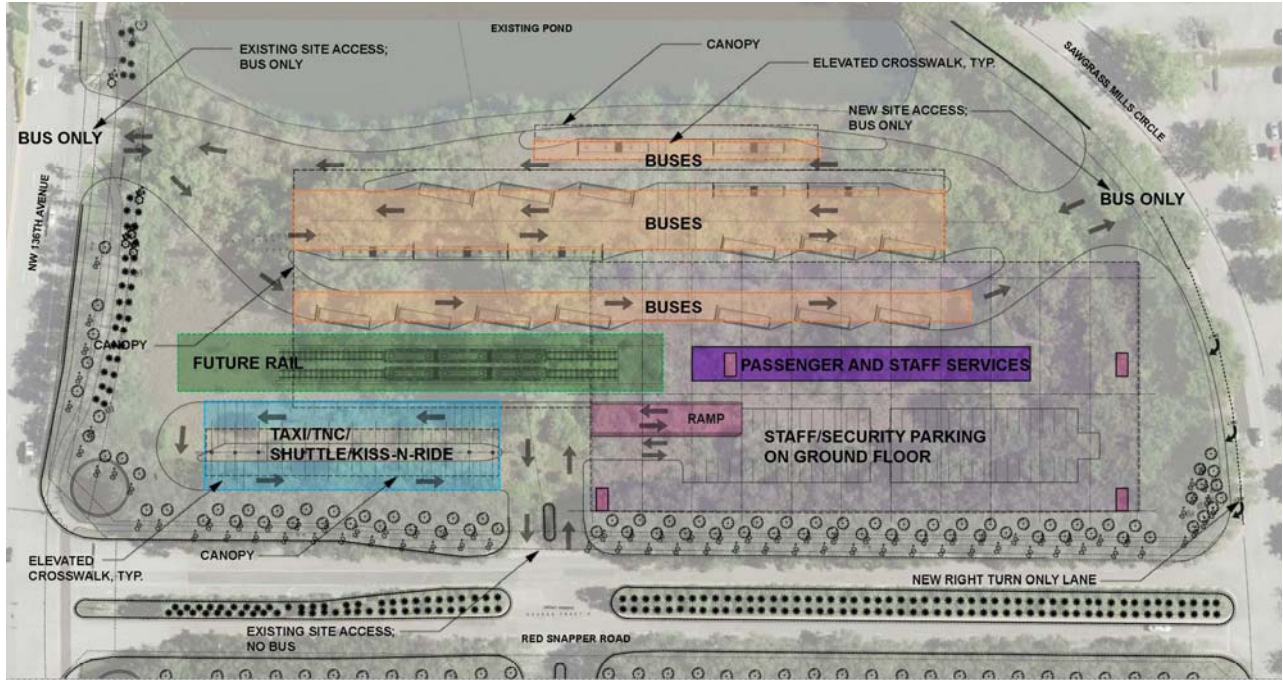 EXISTING POND
EXISTING SITE ACCESS;
BUS ONLY
CANOPY
ELEVATED CROSSWALK, TYP.
SAWGRASS MILLS CIRCLE
NEW SITE ACCESS;
BUS ONLY
BUS ONLY
BUSES
BUS ONLY
BUSES
NW 136TH AVENUE
BUSES
CANOPY
FUTURE RAIL
PASSENGER AND STAFF SERVICES
RAMP
TAXI/TNC/
SHUTTLE/KISS-N-RIDE
STAFF/SECURITY PARKING
ON GROUND FLOOR
ELEVATED
CROSSWALK, TYP.
CANOPY
NEW RIGHT TURN ONLY LANE
EXISTING SITE ACCESS;
NO BUS
RED SNAPPER ROAD